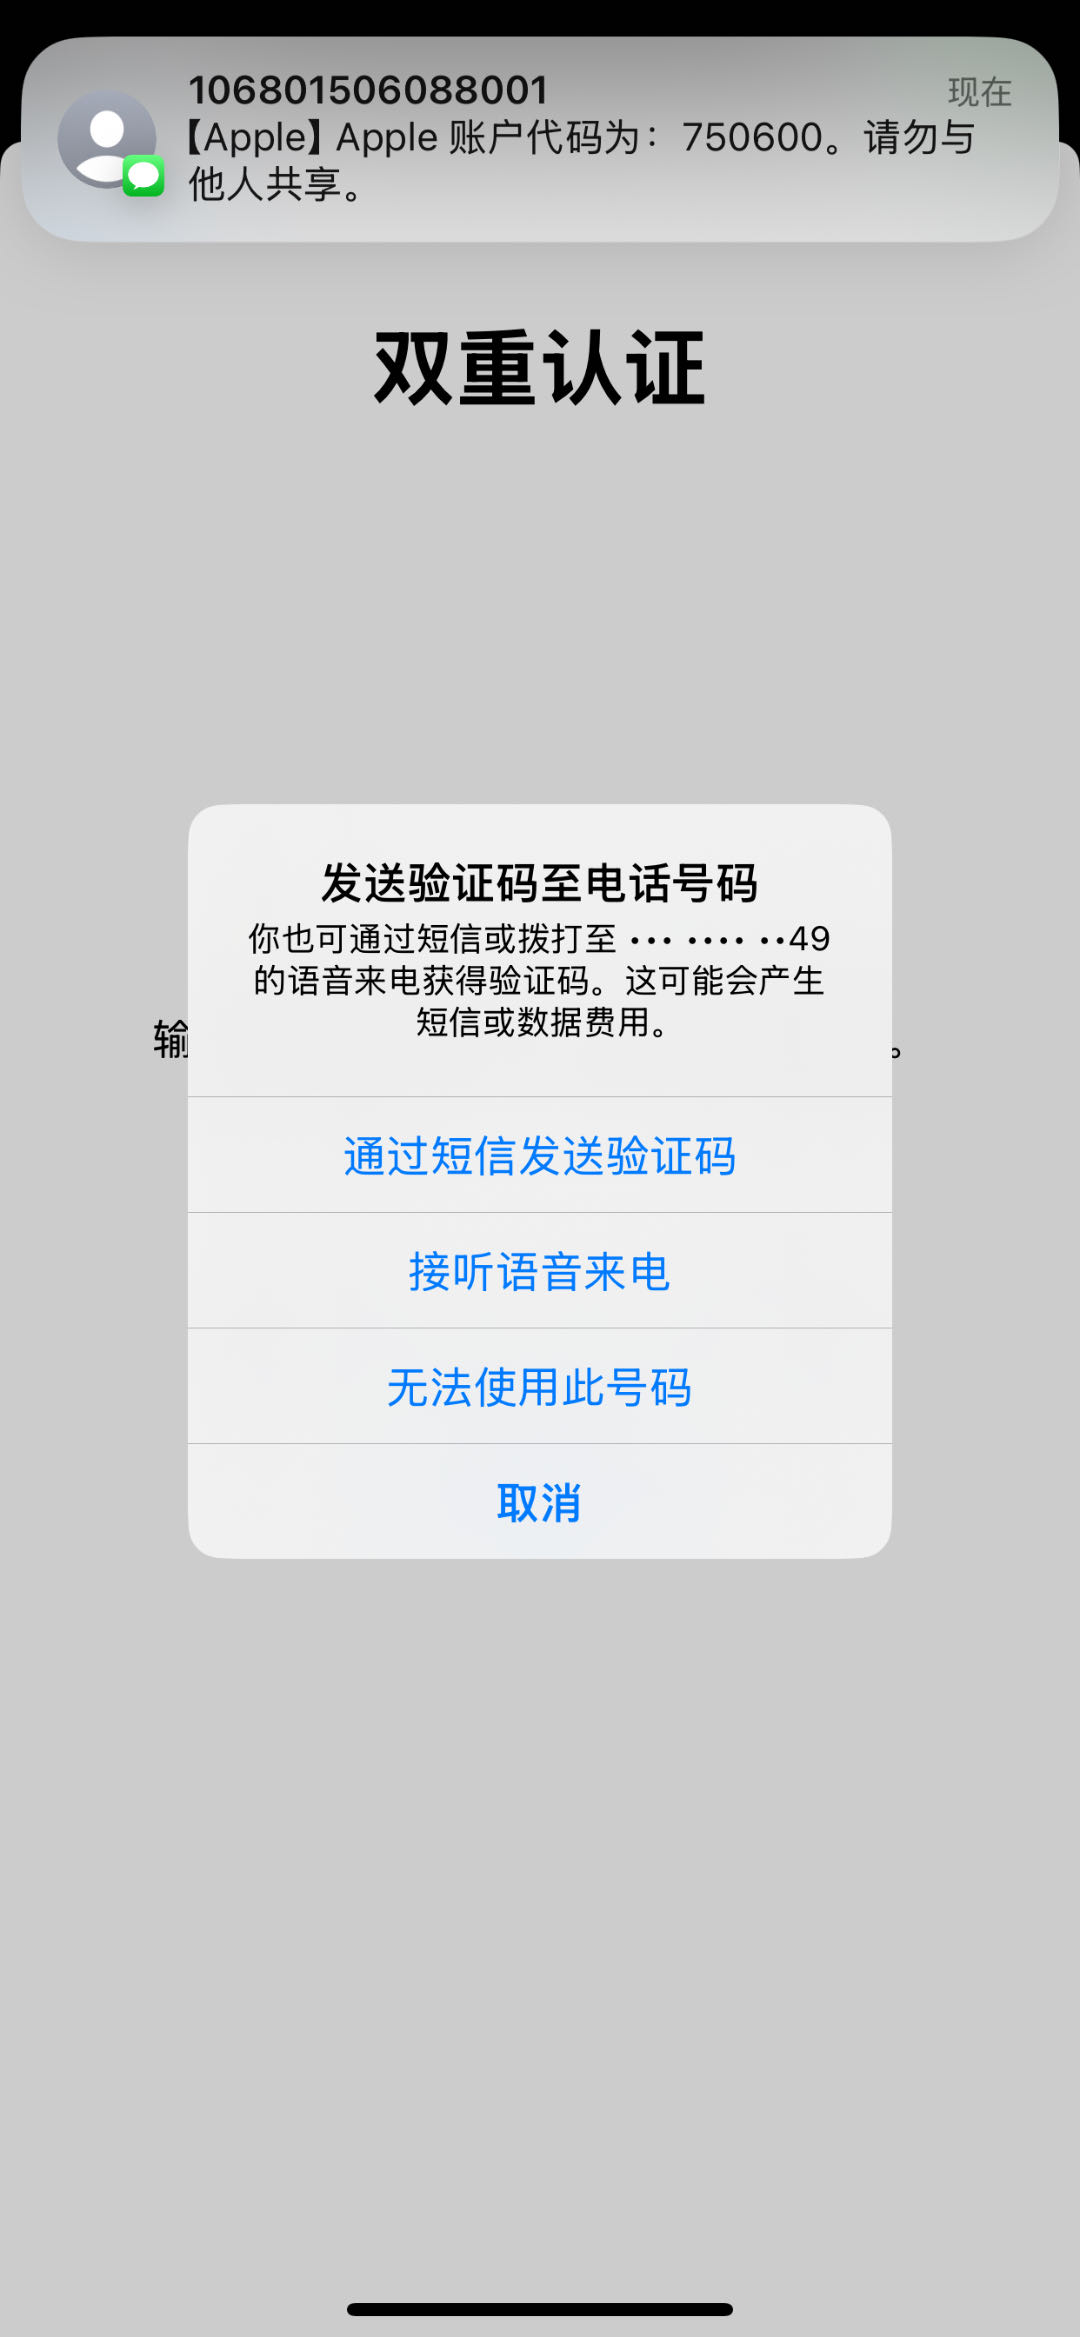 106801506088001
现在
【Apple】Apple 账户代码为：750600。请勿与
他人共享。
双重认证
发送验证码至电话号码
你也可通过短信或拨打至 ••• •••• ••49
的语音来电获得验证码。这可能会产生
短信或数据费用。
输
。
通过短信发送验证码
接听语音来电
无法使用此号码
取消